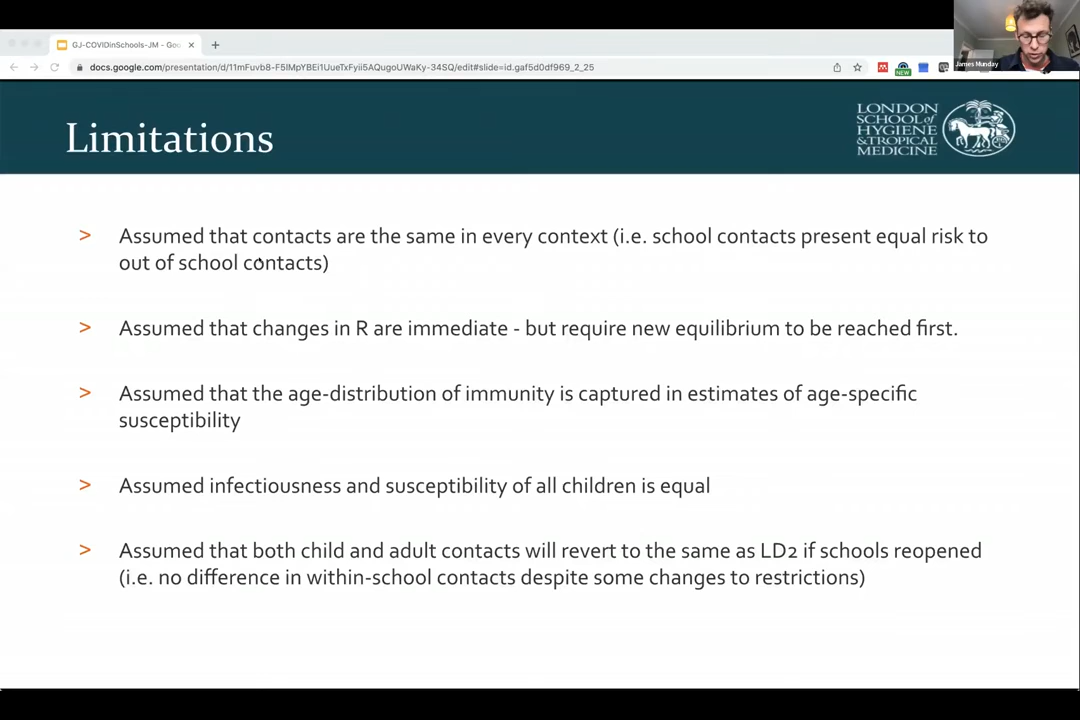 GJ-COVIDinSchools-JM - Goo
docs.google.com/presentation/d/11mFuvb8-F5IMpYBEi1UueTxFyii5AQugoUWaKy-34SQ/edit#slide=id.gaf5d0df969_2_25
NEW
James Munday
Limitations
LONDON
SCHOOL of
HYGIENE
& TROPICAL
MEDICINE
> Assumed that contacts are the same in every context (i.e. school contacts present equal risk to
out of school contacts)
> Assumed that changes in R are immediate - but require new equilibrium to be reached first.
> Assumed that the age-distribution of immunity is captured in estimates of age-specific
susceptibility
> Assumed infectiousness and susceptibility of all children is equal
> Assumed that both child and adult contacts will revert to the same as LD2 if schools reopened
(i.e. no difference in within-school contacts despite some changes to restrictions)